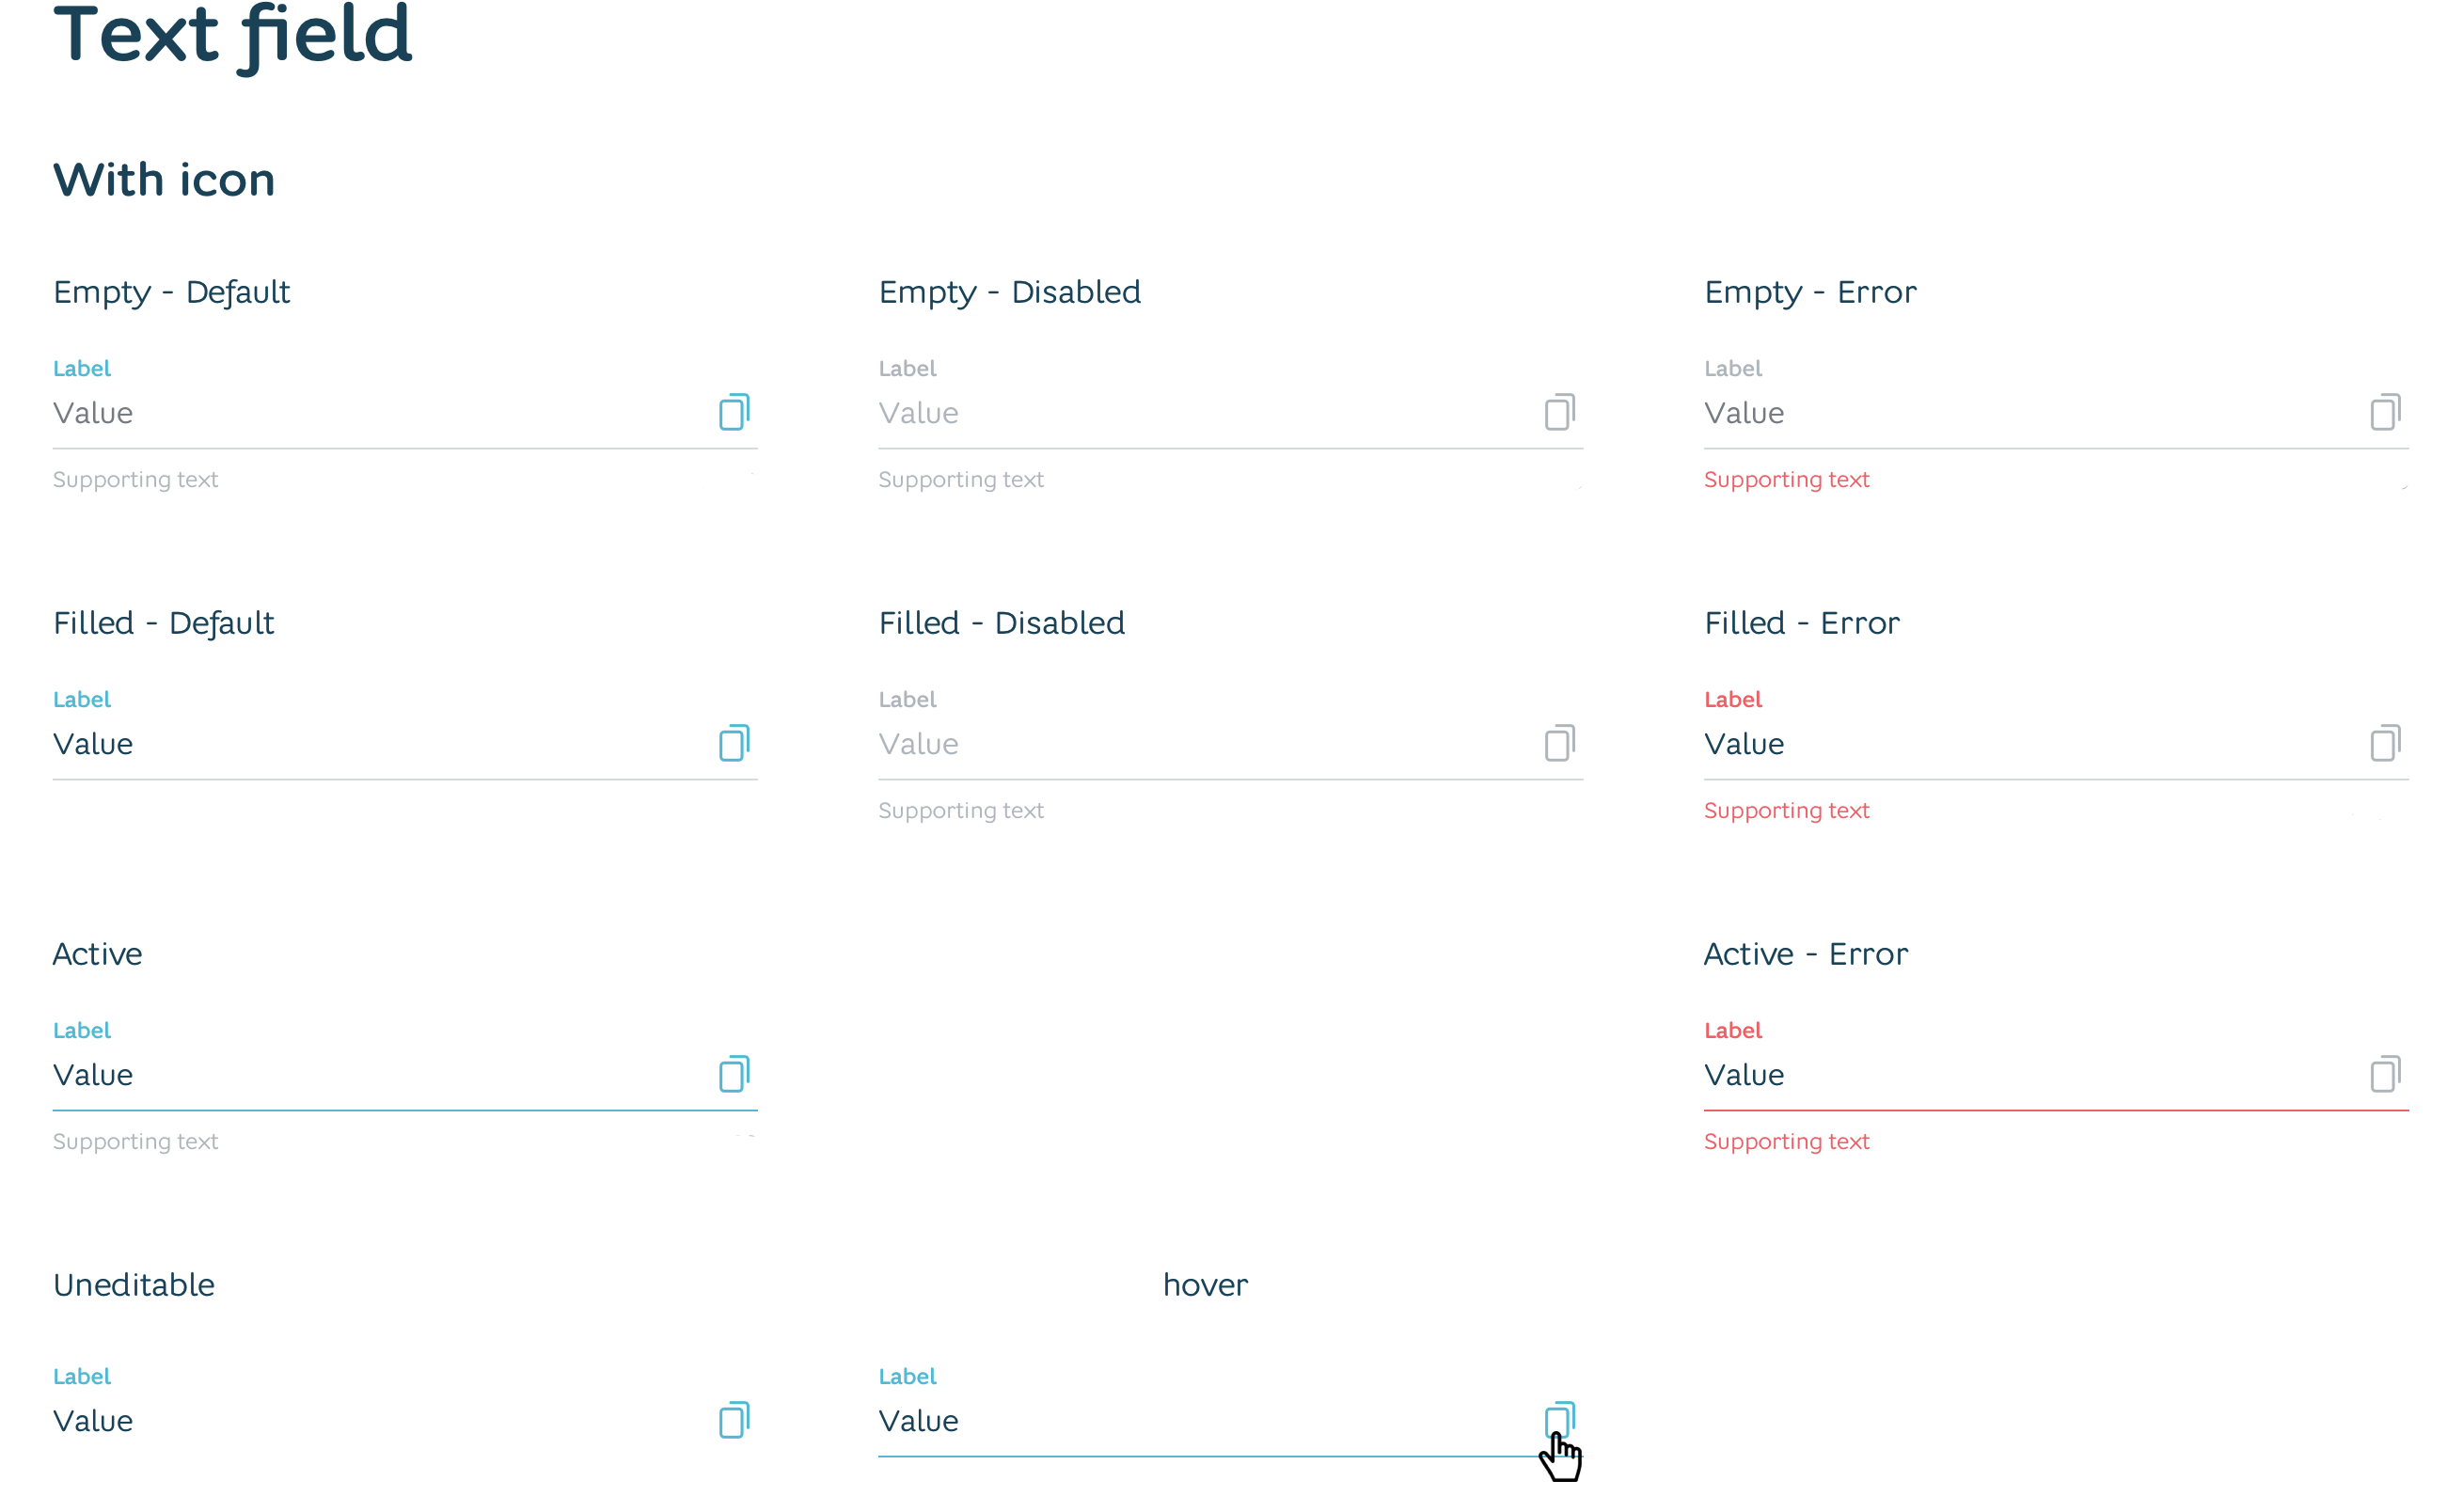 Text field
With icon
Empty - Default
Empty - Disabled
Empty - Error
Label
Label
Label
Value
Value
Value
Supporting text
Supporting text
Supporting text
Filled - Default
Filled - Disabled
Filled - Error
Label
Label
Label
Value
Value
Value
Supporting text
Supporting text
Active
Active - Error
Label
Label
Value
Value
Supporting text
Supporting text
Uneditable
hover
Label
Label
Value
Value